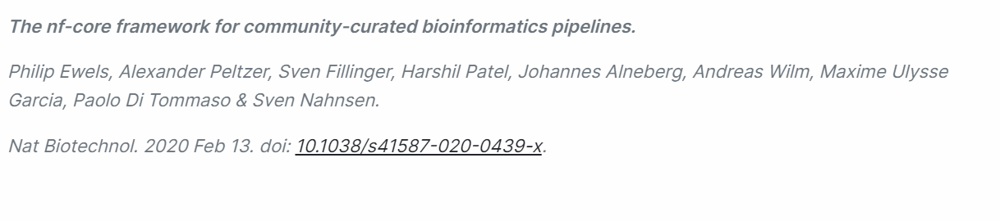 The nf-core framework for community-curated bioinformatics pipelines.
Philip Ewels, Alexander Peltzer, Sven Fillinger, Harshil Patel, Johannes Alneberg, Andreas Wilm, Maxime Ulysse
Garcia, Paolo Di Tommaso & Sven Nahnsen.
Nat Biotechnol. 2020 Feb 13. doi: 10.1038/s41587-020-0439-x.